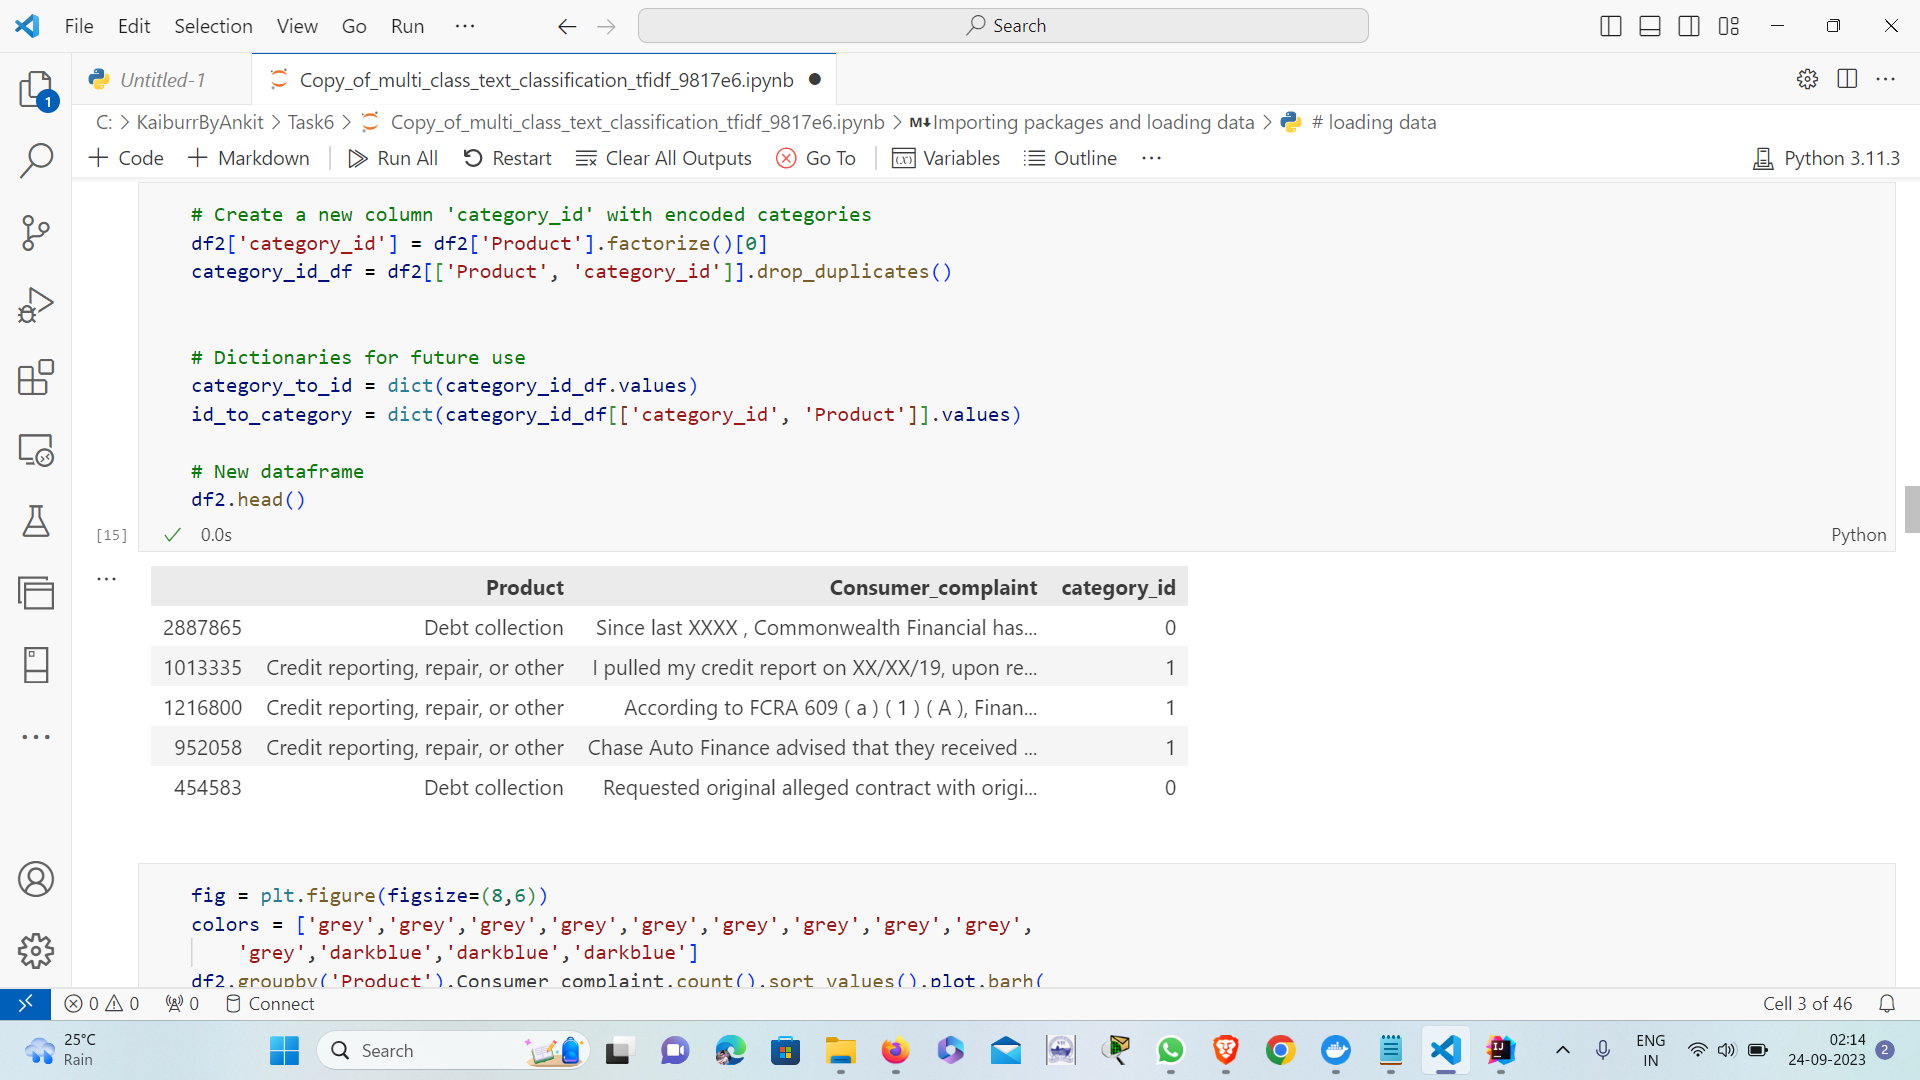 File Edit Selection View Go Run ··· Search
Untitled-1 Copy_of_multi_class_text_classification_tfidf_9817e6.ipynb
1
C: > KaiburrByAnkit > Task6 > Copy_of_multi_class_text_classification_tfidf_9817e6.ipynb > M↓Importing packages and loading data > # loading data
+ Code + Markdown Run All Restart Clear All Outputs Go To Variables Outline ··· Python 3.11.3
# Create a new column 'category_id' with encoded categories
df2['category_id'] = df2['Product'].factorize()[0]
category_id_df = df2[['Product', 'category_id']].drop_duplicates()
# Dictionaries for future use
category_to_id = dict(category_id_df.values)
id_to_category = dict(category_id_df[['category_id', 'Product']].values)
# New dataframe
df2.head()
[15] 0.0s Python
Product Consumer_complaint category_id
2887865 Debt collection Since last XXXX , Commonwealth Financial has... 0
1013335 Credit reporting, repair, or other I pulled my credit report on XX/XX/19, upon re... 1
1216800 Credit reporting, repair, or other According to FCRA 609 ( a ) ( 1 ) ( A ), Finan... 1
952058 Credit reporting, repair, or other Chase Auto Finance advised that they received ... 1
454583 Debt collection Requested original alleged contract with origi... 0
fig = plt.figure(figsize=(8,6))
colors = ['grey','grey','grey','grey','grey','grey','grey','grey','grey',
'grey','darkblue','darkblue','darkblue']
df2.groupby('Product').Consumer_complaint.count().sort_values().plot.barh(
0 0 0 Connect Cell 3 of 46
25°C
Rain
Search
ENG
IN
02:14
24-09-2023
2